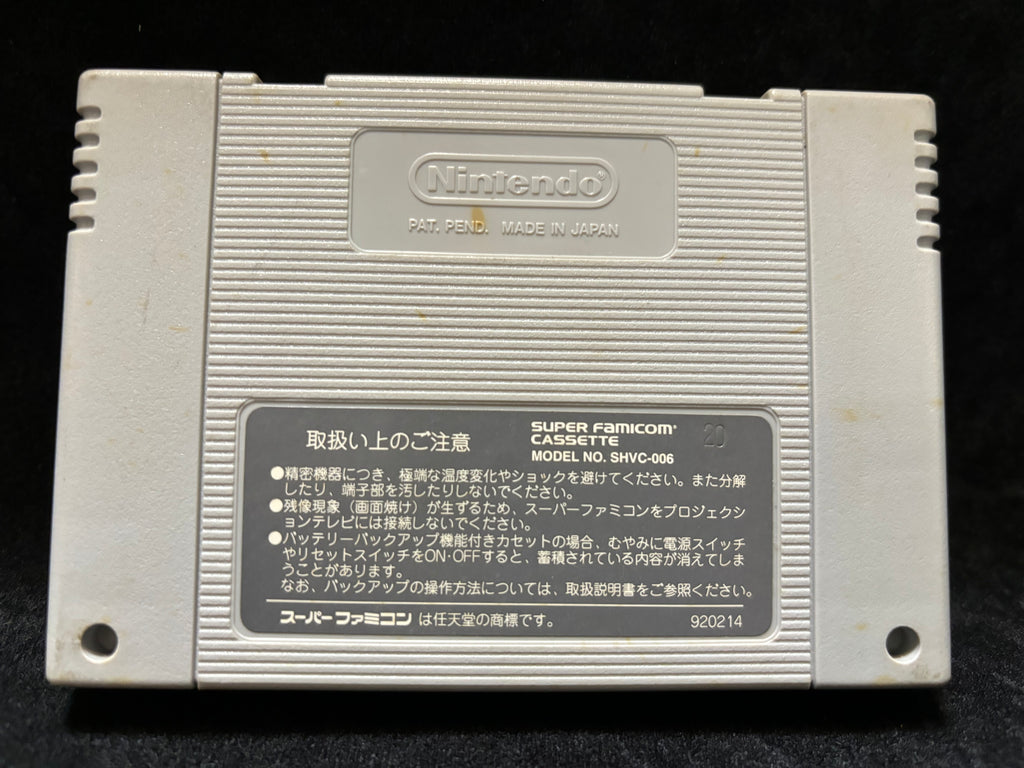 Nintendo®
PAT. PEND. MADE IN JAPAN
取扱い上のご注意
SUPER FAMICOM®
CASSETTE
MODEL NO. SHVC-006
20
●精密機器につき、極端な温度変化やショックを避けてください。また分解
したり、端子部を汚したりしないでください。
●残像現象（画面焼け）が生ずるため、スーパーファミコンをプロジェクシ
ョンテレビには接続しないでください。
●バッテリーバックアップ機能付きカセットの場合、むやみに電源スイッチ
やリセットスイッチをON・OFFすると、蓄積されている内容が消えてしま
うことがあります。
なお、バックアップの操作方法については、取扱説明書をご参照ください。
スーパーファミコン は任天堂の商標です。
920214